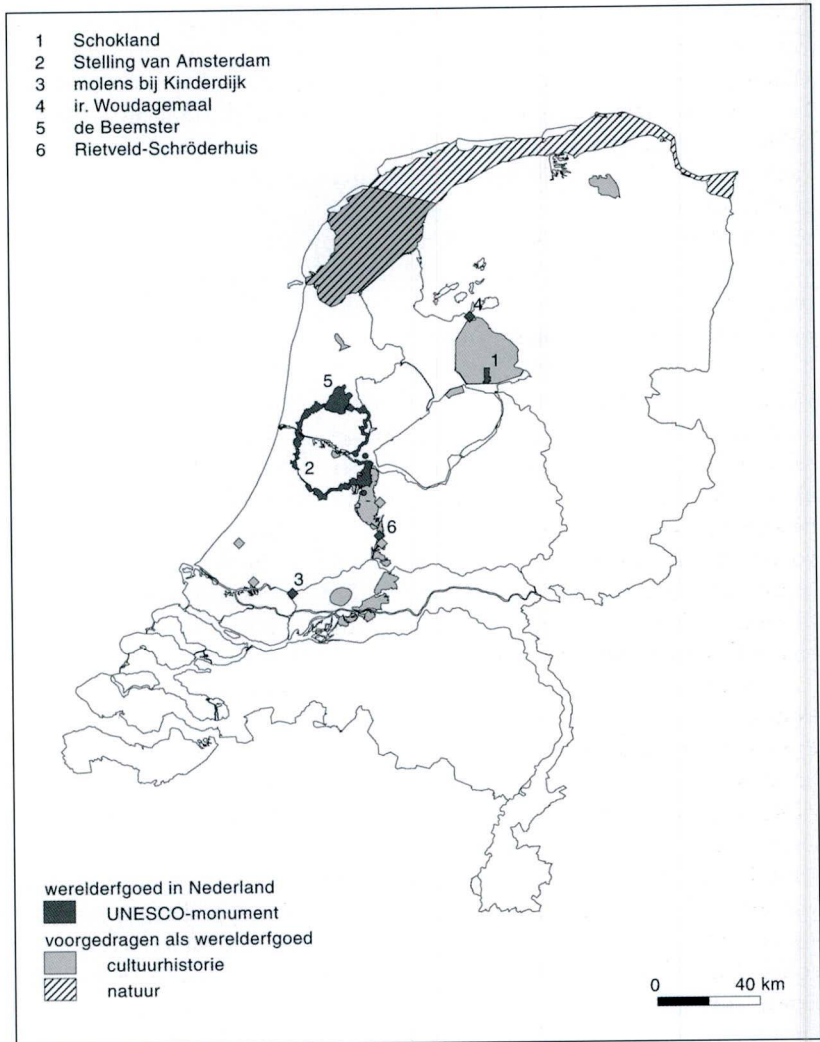 1 Schokland
2 Stelling van Amsterdam
3 molens bij Kinderdijk
4 ir. Woudagemaal
5 de Beemster
6 Rietveld-Schröderhuis
4
1
5
2
6
3
werelderfgoed in Nederland
UNESCO-monument
voorgedragen als werelderfgoed
cultuurhistorie
natuur
0 40 km